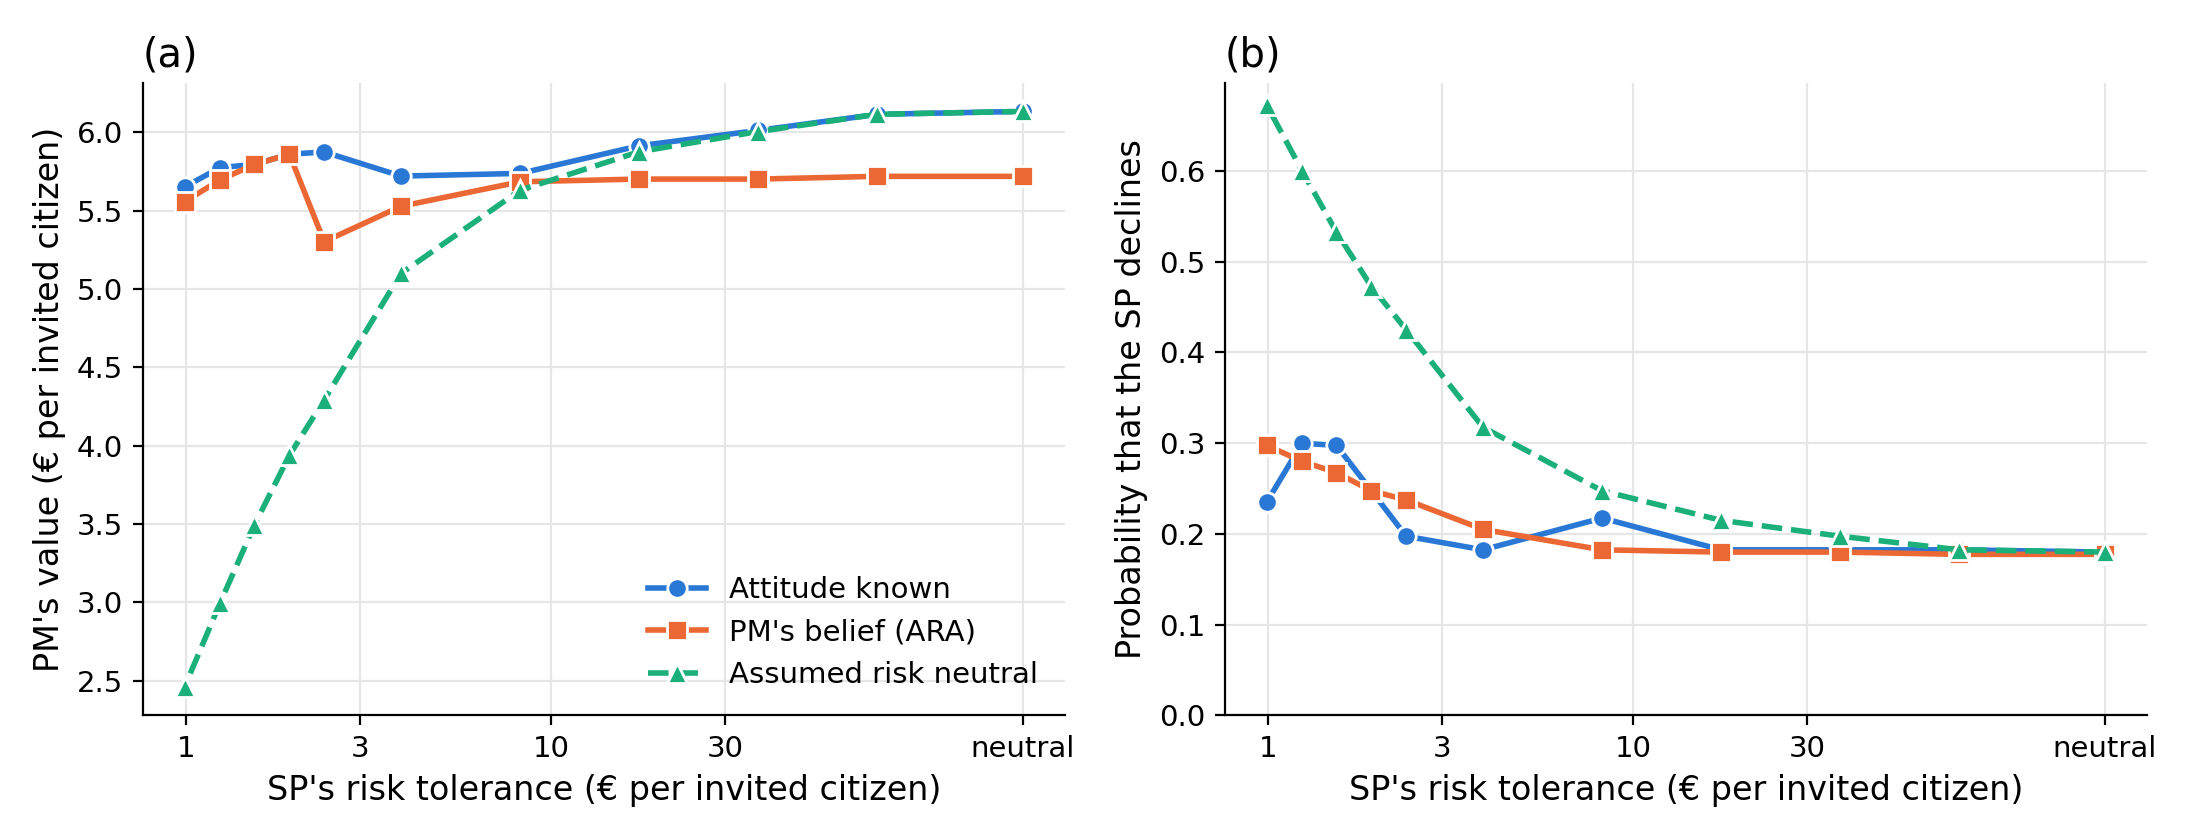 (a)
PM's value (€ per invited citizen)
6.0
5.5
5.0
4.5
4.0
3.5
3.0
2.5
Attitude known
PM's belief (ARA)
Assumed risk neutral
1
3
10
30
neutral
SP's risk tolerance (€ per invited citizen)
(b)
Probability that the SP declines
0.6
0.5
0.4
0.3
0.2
0.1
0.0
1
3
10
30
neutral
SP's risk tolerance (€ per invited citizen)